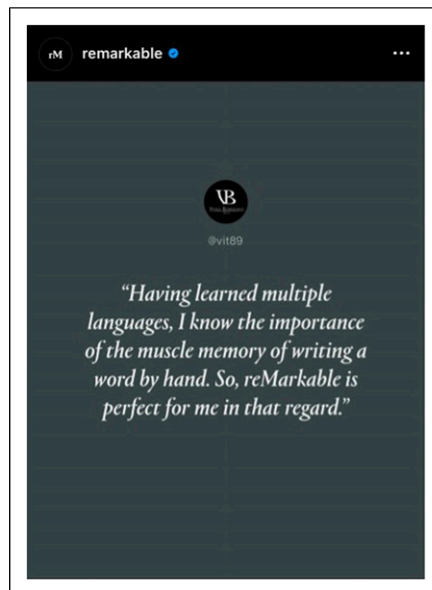 rM remarkable
VB
@vit89
“Having learned multiple
languages, I know the importance
of the muscle memory of writing a
word by hand. So, reMarkable is
perfect for me in that regard.”